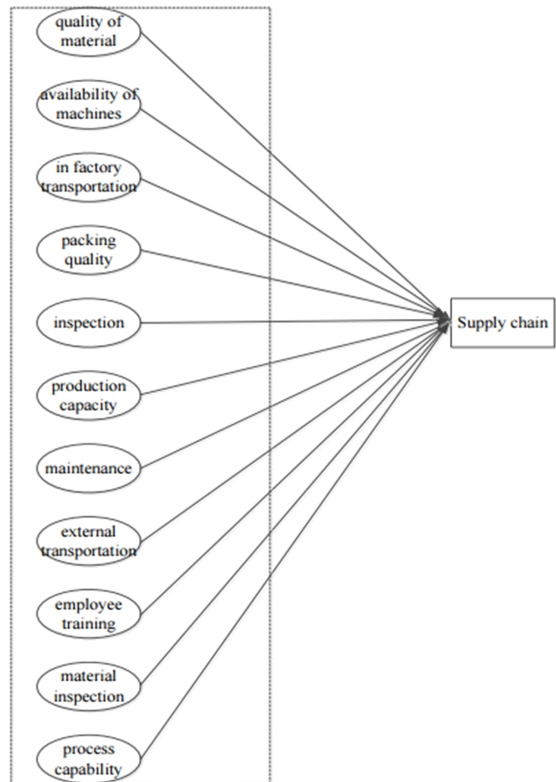 quality of
material
availability of
machines
in factory
transportation
packing
quality
inspection
Supply chain
production
capacity
maintenance
external
transportation
employee
training
material
inspection
process
capability